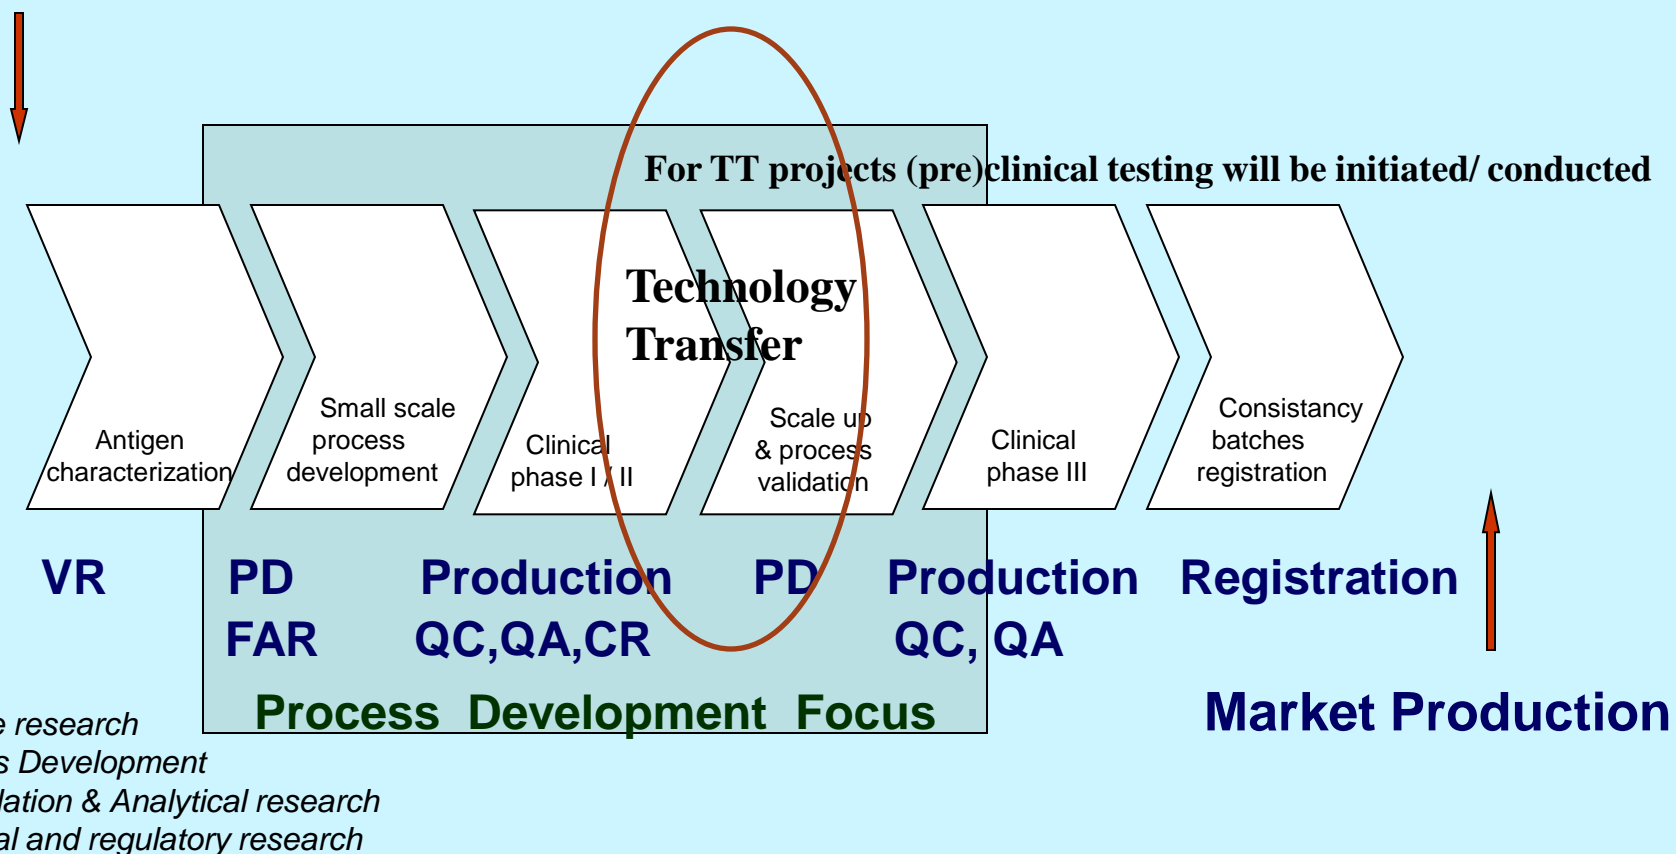 For TT projects (pre)clinical testing will be initiated/ conducted
Technology
Transfer
Antigen
characterization
Small scale
process
development
Clinical
phase I / II
Scale up
& process
validation
Clinical
phase III
Consistancy
batches
registration
VR
PD
FAR
Production
QC,QA,CR
PD
Production
QC, QA
Registration
Process Development Focus
Market Production
research
Development
& Analytical research
and regulatory research